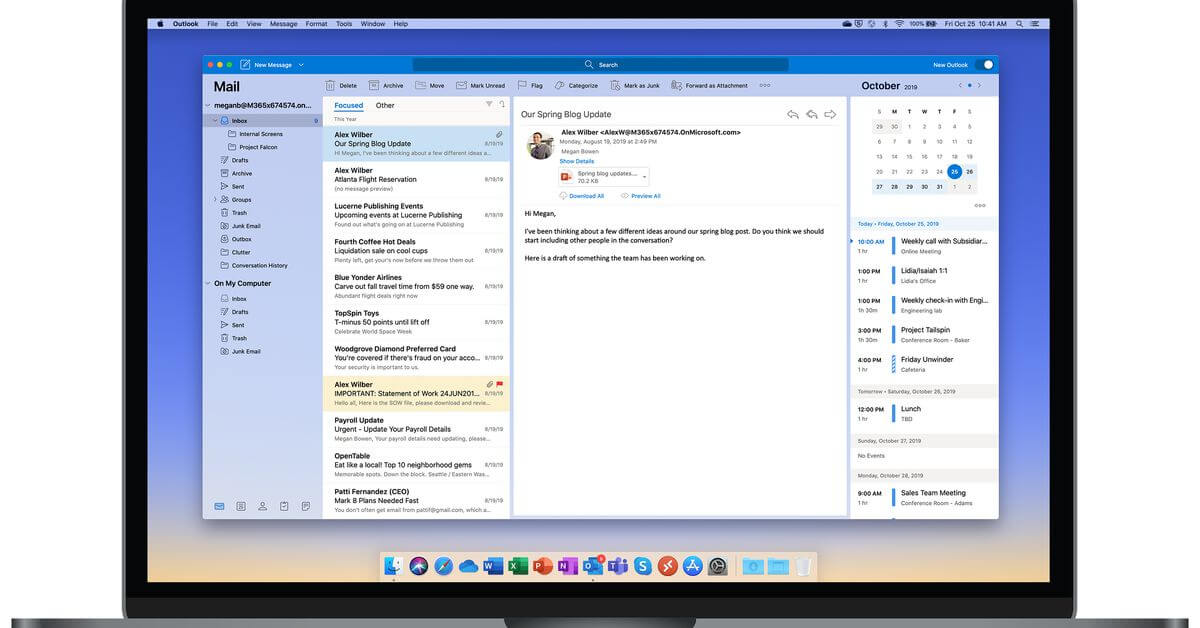 Outlook File Edit View Message Format Tools Window Help
100% Fri Oct 25 10:41 AM
New Message
Search
New Outlook
Mail
Delete Archive Move Mark Unread Flag Categorize Mark as Junk Forward as Attachment
meganb@M365x674574.on...
Inbox 9
Internal Screens
Project Falcon
Drafts
Archive
Sent
Groups
Trash
Junk Email
Outbox
Clutter
Conversation History
On My Computer
Inbox
Drafts
Sent
Trash
Junk Email
Focused Other
This Year
Alex Wilber
Our Spring Blog Update 8/19/19
Hi Megan, I've been thinking about a few different ideas a...
Alex Wilber
Atlanta Flight Reservation 8/19/19
(no message preview)
Lucerne Publishing Events
Upcoming events at Lucerne Publishing 8/19/19
Found out what's going on at Lucerne Publishing
Fourth Coffee Hot Deals
Liquidation sale on cool cups 8/19/19
Plenty left, get your's now before we throw them out
Blue Yonder Airlines
Carve out fall travel time from $59 one way. 8/19/19
Abundant flight deals right now
TopSpin Toys
T-minus 50 points until lift off 8/19/19
Celebrate World Space Week
Woodgrove Diamond Preferred Card
You're covered if there's fraud on your acco... 8/19/19
Your security is important to us.
Alex Wilber
IMPORTANT: Statement of Work 24JUN201... 8/19/19
Hello all, Here is the SOW file, please download and revie...
Payroll Update
Urgent - Update Your Payroll Details 8/19/19
Megan Bowen, Your payroll details need updating, please...
OpenTable
Eat like a local! Top 10 neighborhood gems 8/19/19
Memorable spots. Down the block. Seattle / Eastern Was...
Patti Fernandez (CEO)
Mark 8 Plans Needed Fast 8/19/19
You don't often get email from pattif@gmail.com, which a...
Our Spring Blog Update
Alex Wilber <AlexW@M365x674574.OnMicrosoft.com>
Monday, August 19, 2019 at 2:49 PM
Megan Bowen
Show Details
Spring blog updates....
70.2 KB
Download All Preview All
Hi Megan,
I've been thinking about a few different ideas around our spring blog post. Do you think we should
start including other people in the conversation?
Here is a draft of something the team has been working on.
October 2019
S M T W T F S
29 30 1 2 3 4 5
6 7 8 9 10 11 12
13 14 15 16 17 18 19
20 21 22 23 24 25 26
27 28 29 30 31 1 2
Today • Friday, October 25, 2019
10:00 AM Weekly call with Subsidiar...
1 hr Online Meeting
1:00 PM Lidia/Isaiah 1:1
1 hr Lidia's Office
1:00 PM Weekly check-in with Engi...
1h 30m Engineering lab
3:00 PM Project Tailspin
1h 30m Conference Room - Baker
4:00 PM Friday Unwinder
1 hr Cafeteria
Tomorrow • Saturday, October 26, 2019
12:00 PM Lunch
1 hr TBD
Sunday, October 27, 2019
No Events
Monday, October 28, 2019
9:00 AM Sales Team Meeting
1 hr Conference Room - Adams